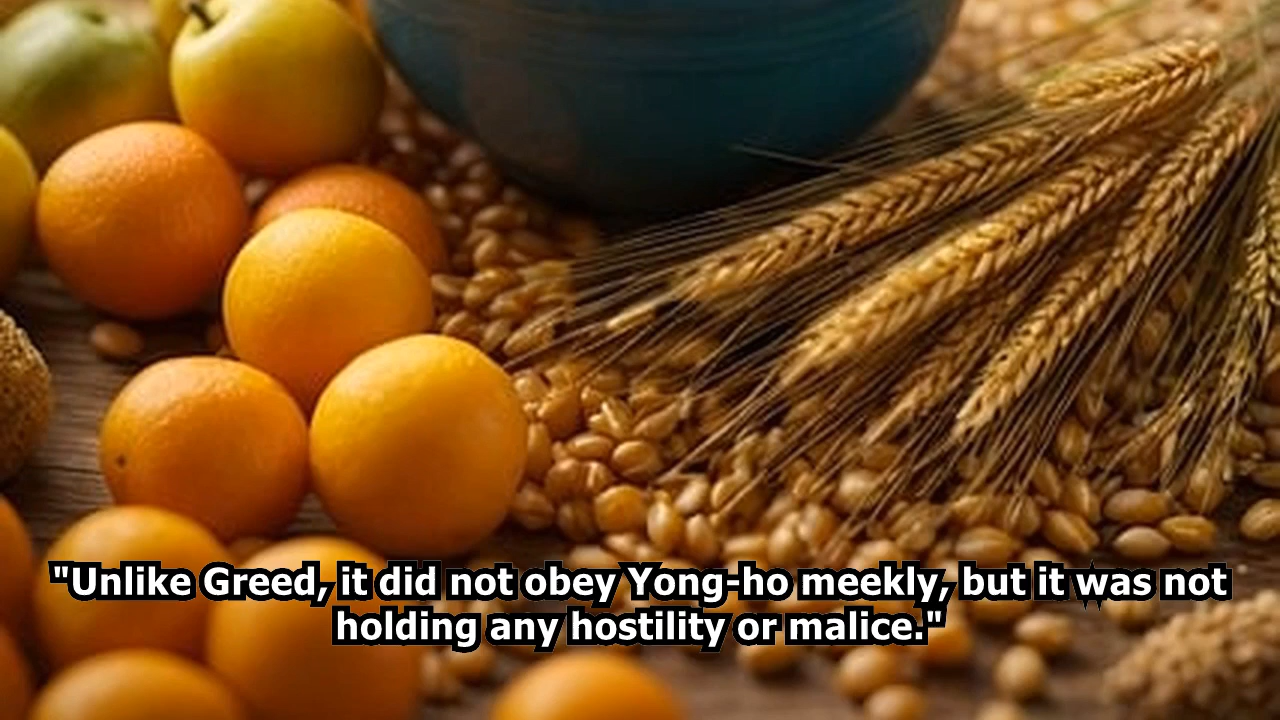 "Unlike Greed, it did not obey Yong-ho meekly, but it was not
holding any hostility or malice."